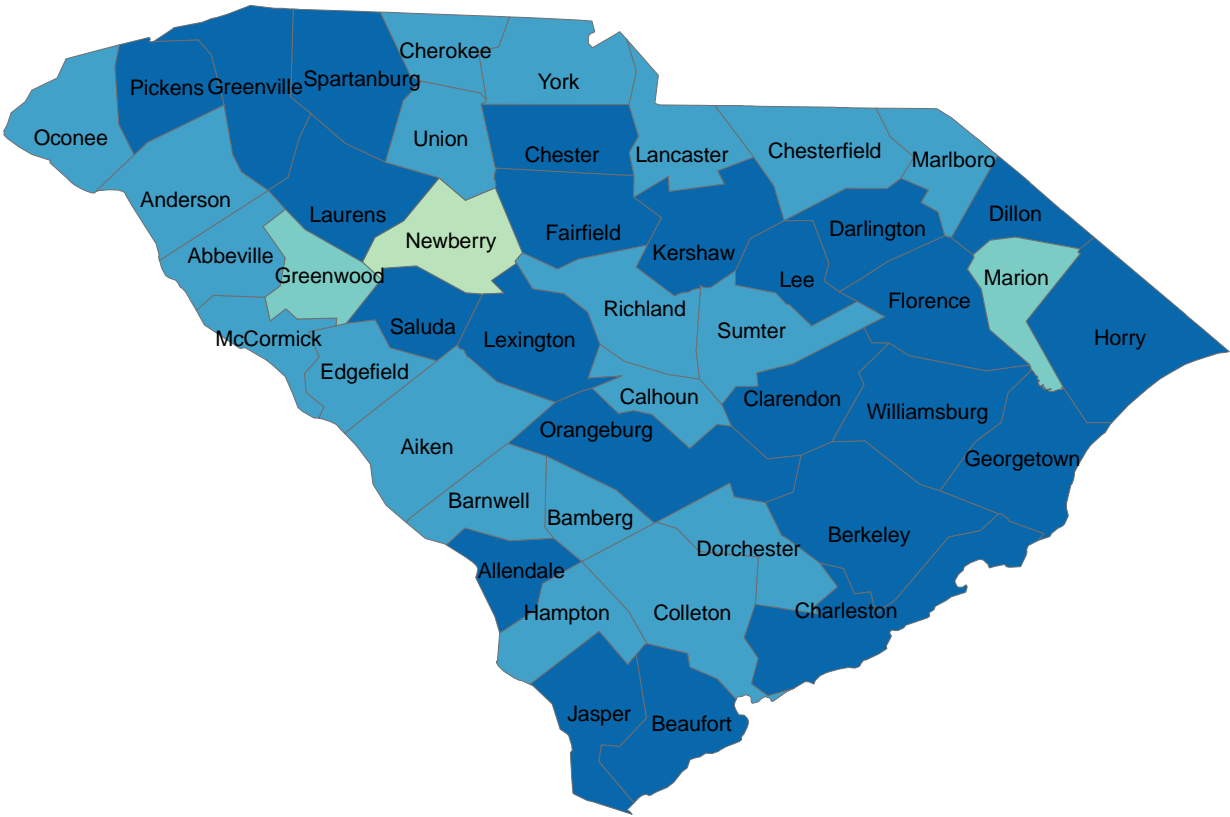 Cherokee
York
Spartanburg
Pickens
Greenville
Oconee
Union
Chester
Lancaster
Chesterfield
Marlboro
Anderson
Laurens
Dillon
Newberry
Fairfield
Darlington
Abbeville
Kershaw
Greenwood
Lee
Marion
Florence
Richland
Saluda
Sumter
McCormick
Lexington
Horry
Edgefield
Calhoun
Clarendon
Williamsburg
Orangeburg
Aiken
Georgetown
Barnwell
Bamberg
Berkeley
Dorchester
Allendale
Hampton
Colleton
Charleston
Jasper
Beaufort